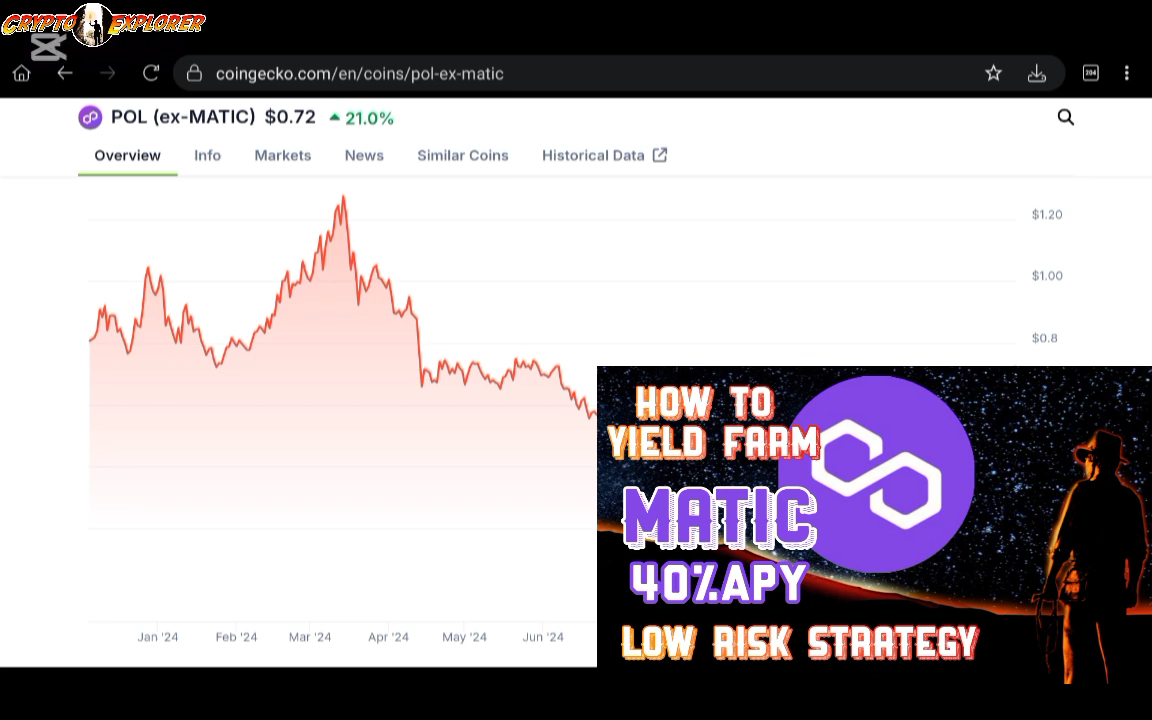 CRYPTO EXPLORER
coingecko.com/en/coins/pol-ex-matic
204
POL (ex-MATIC) $0.72 21.0%
Overview Info Markets News Similar Coins Historical Data
$1.20
$1.00
$0.8
HOW TO
YIELD FARM
MATIC
40%APY
LOW RISK STRATEGY
Jan '24 Feb '24 Mar '24 Apr '24 May '24 Jun '24